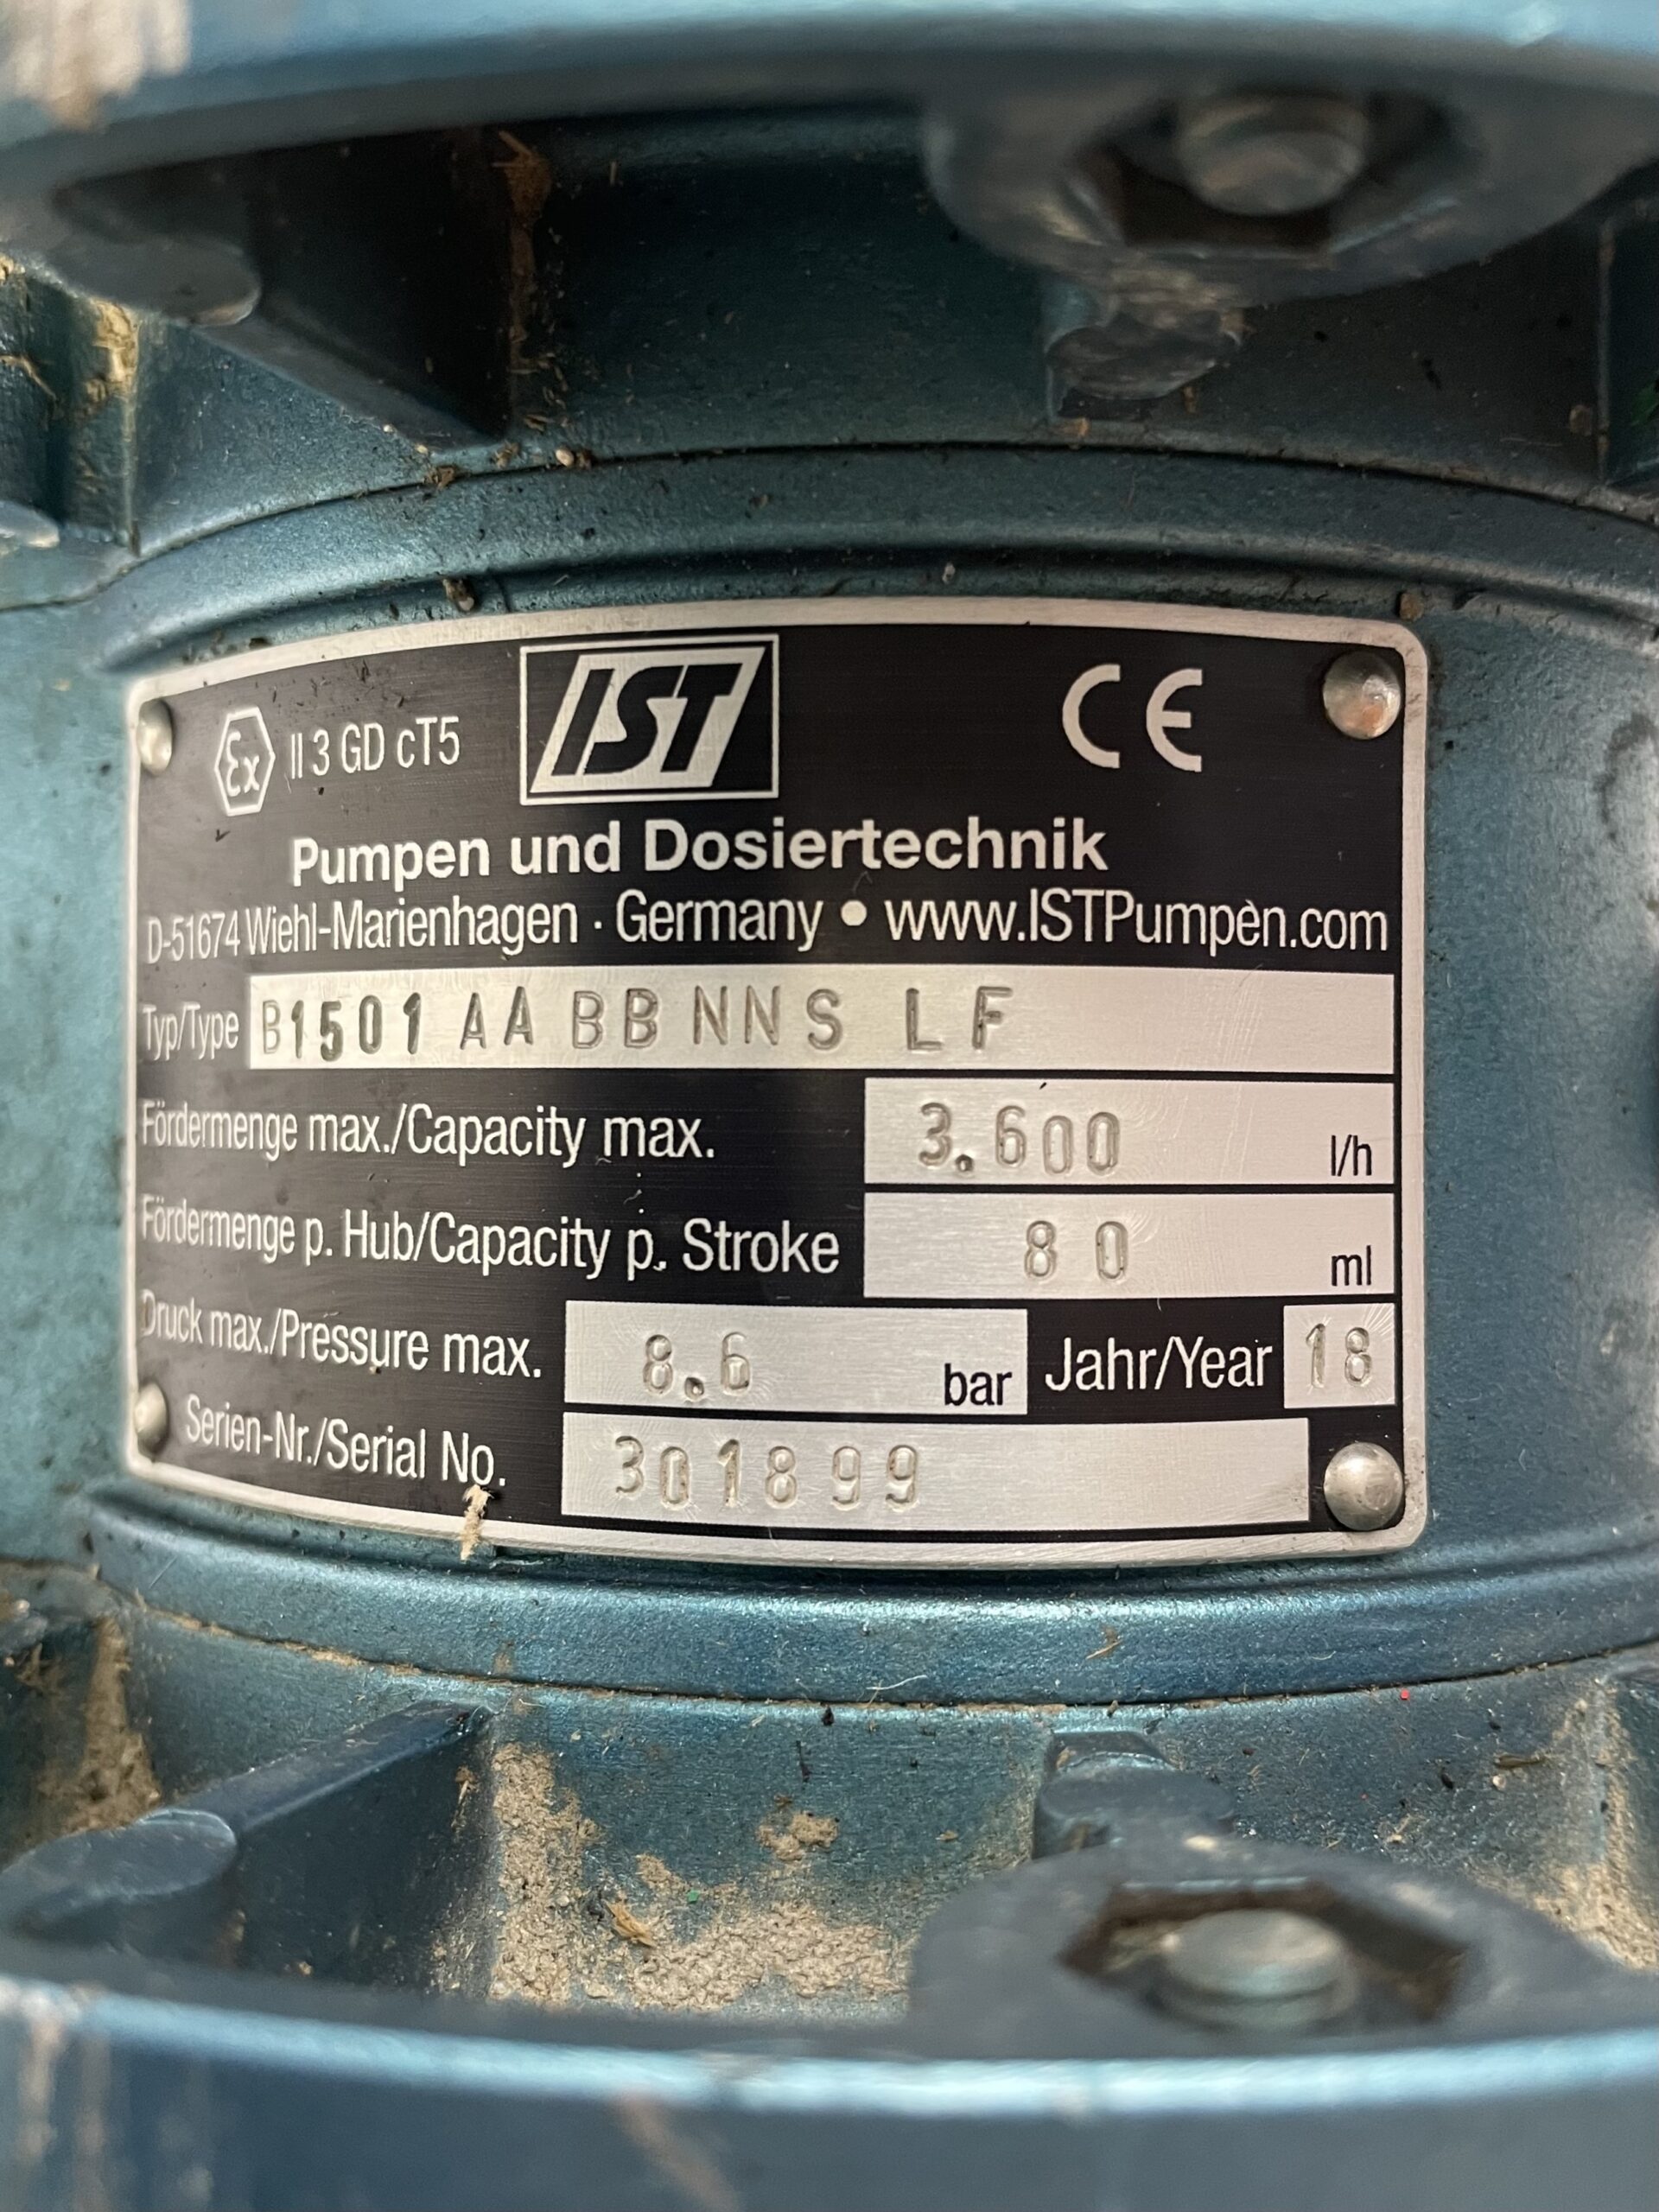 Ex II 3 GD cT5 IST CE
Pumpen und Dosiertechnik
D-51674 Wiehl-Marienhagen · Germany • www.ISTPumpen.com
Typ/Type B1501 AA BB NNS LF
Fördermenge max./Capacity max. 3.600 l/h
Fördermenge p. Hub/Capacity p. Stroke 80 ml
Druck max./Pressure max. 8.6 bar Jahr/Year 18
Serien-Nr./Serial No. 301899